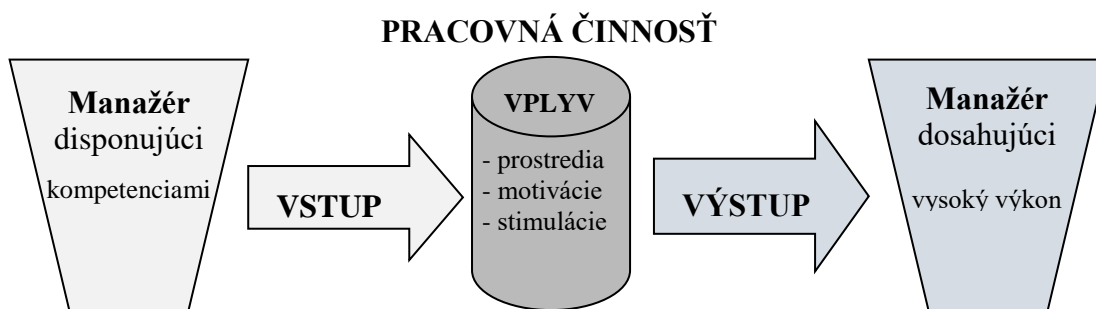 PRACOVNÁ ČINNOSŤ
Manažér
disponujúci
kompetenciami
VSTUP
VPLYV
- prostredia
- motivácie
- stimulácie
VÝSTUP
Manažér
dosahujúci
vysoký výkon